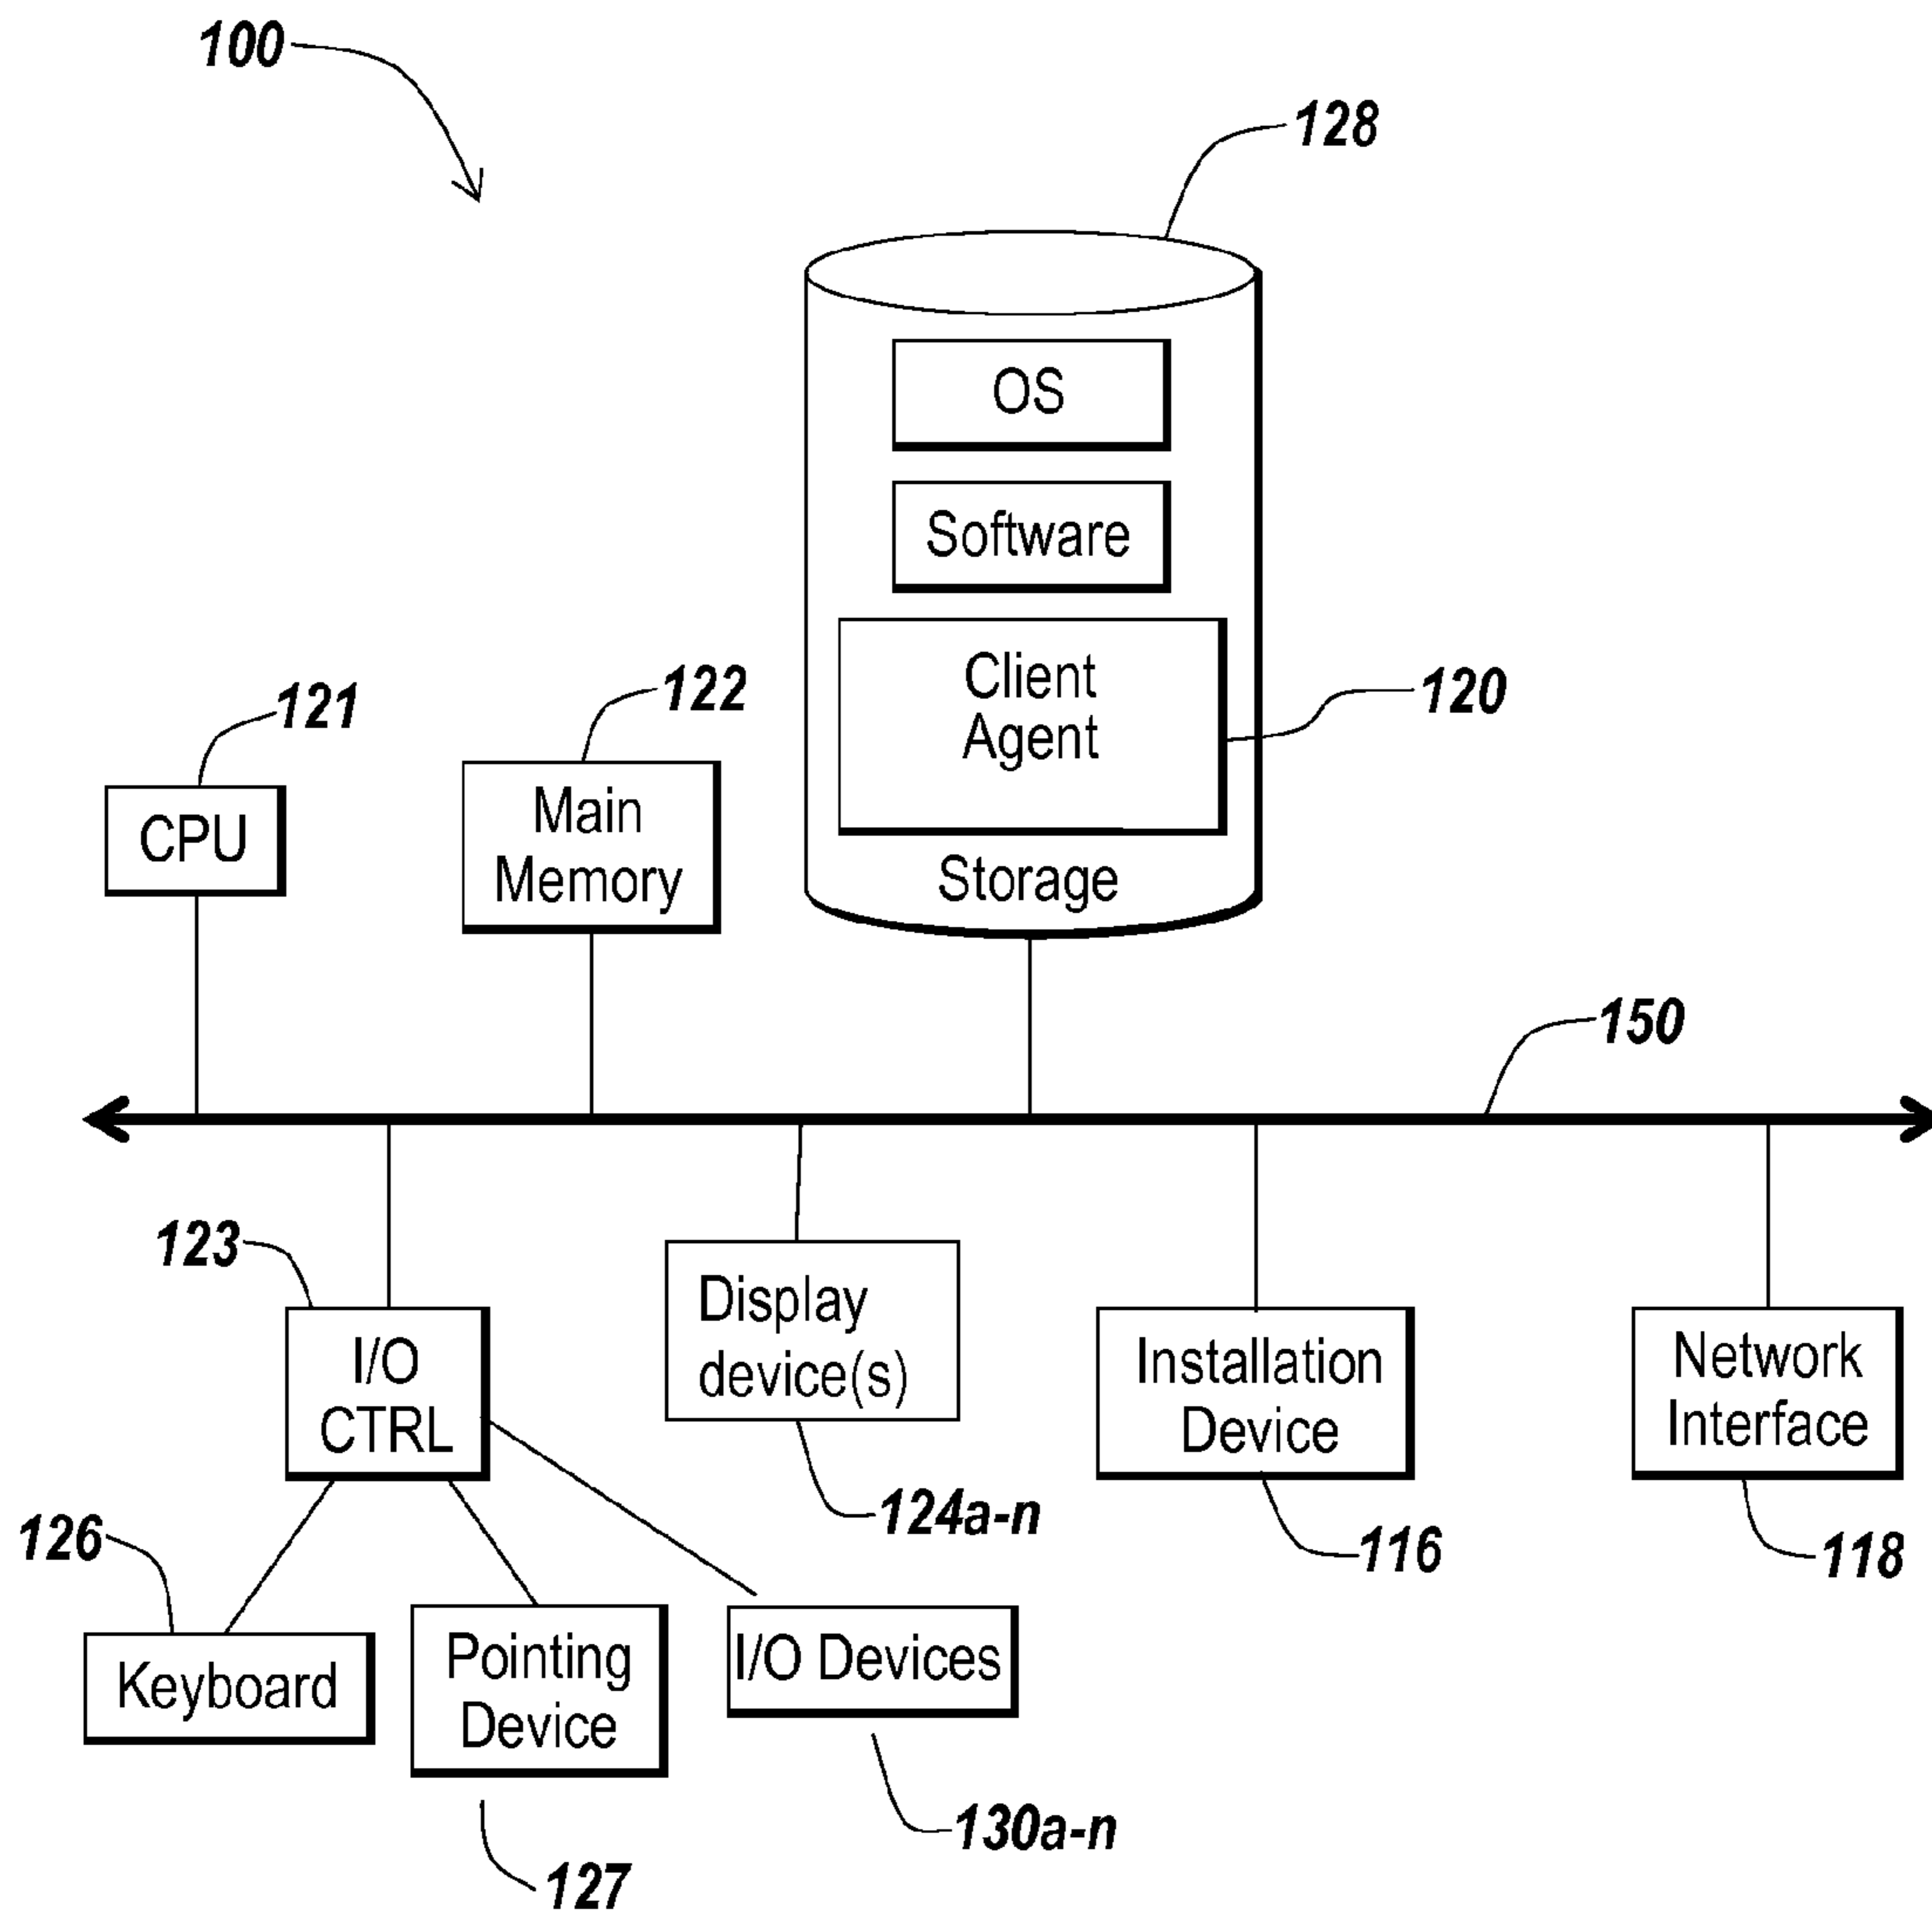 100
128
OS
Software
Client
Agent
120
122
121
Main
Memory
CPU
Storage
150
123
Display
device(s)
I/O
CTRL
Installation
Device
Network
Interface
124a-n
126
116
118
Keyboard
Pointing
Device
I/O Devices
130a-n
127